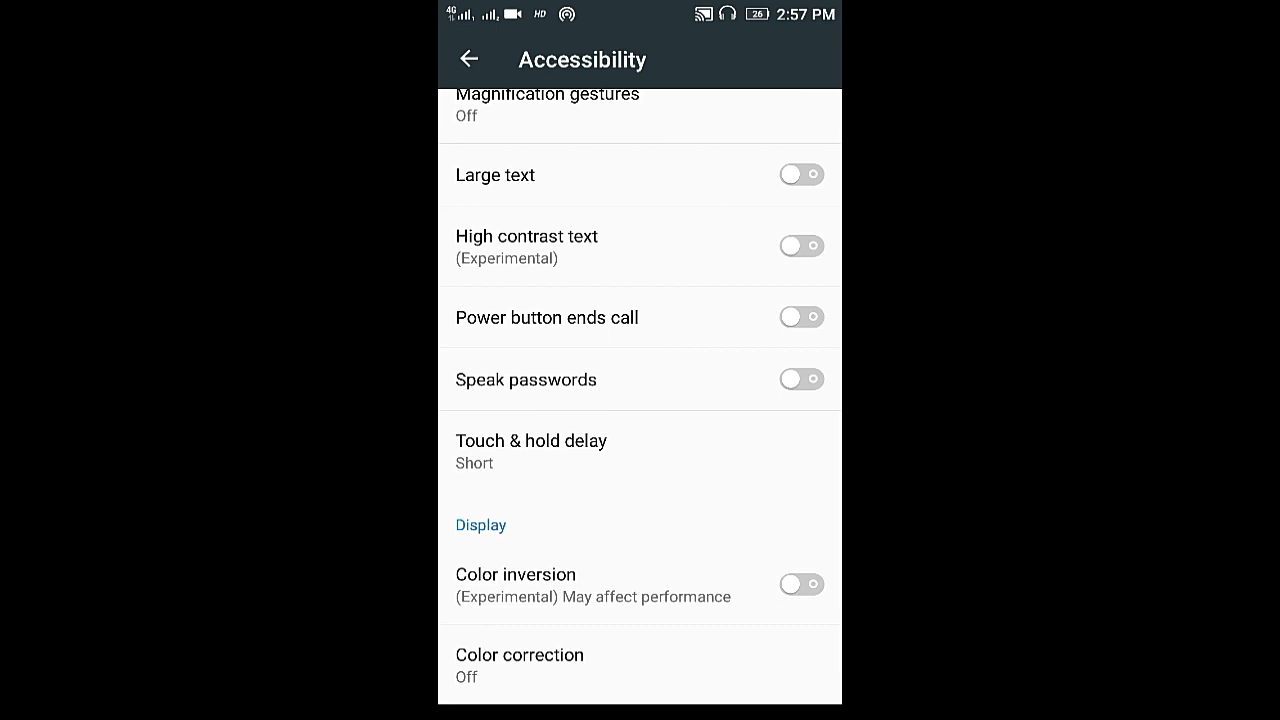 4G HD 26 2:57 PM
Accessibility
Magnification gestures
Off
Large text
High contrast text
(Experimental)
Power button ends call
Speak passwords
Touch & hold delay
Short
Display
Color inversion
(Experimental) May affect performance
Color correction
Off